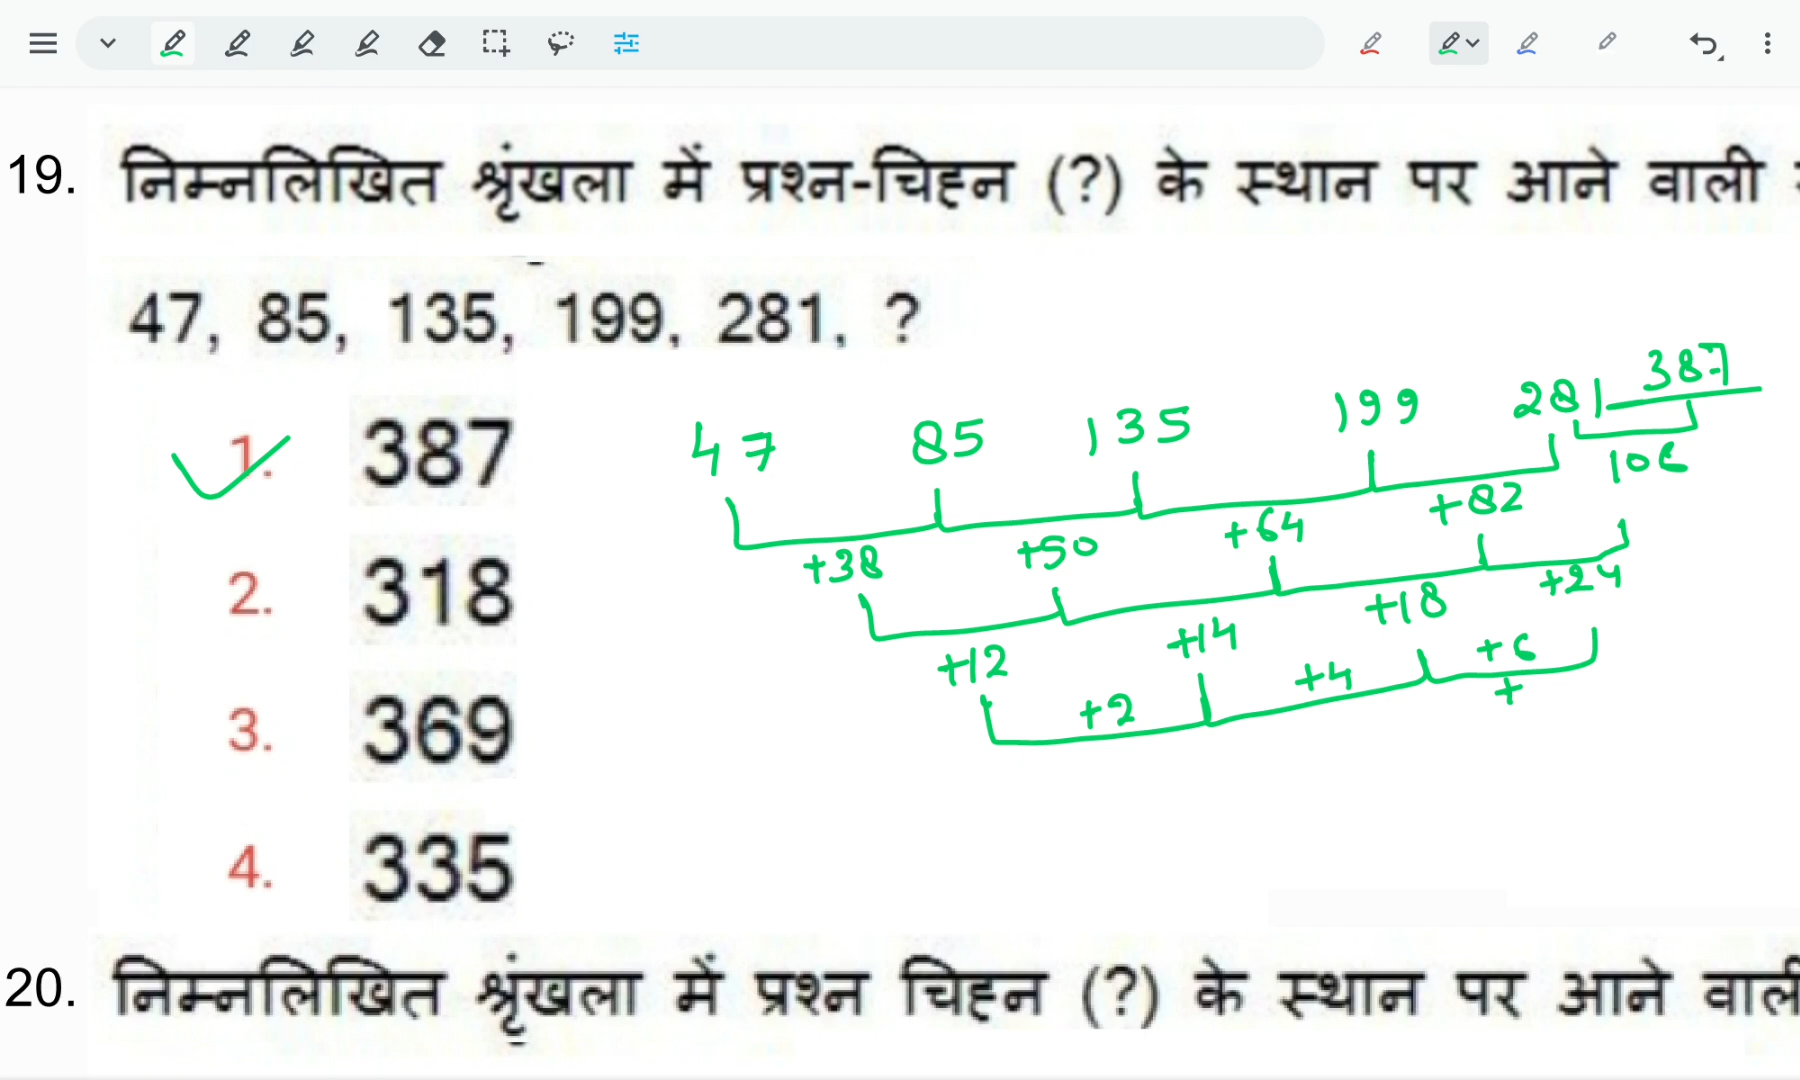 19. निम्नलिखित श्रृंखला में प्रश्न-चिह्न (?) के स्थान पर आने वाली
47, 85, 135, 199, 281, ?
1. 387
2. 318
3. 369
4. 335
47 85 135 199 281 387
+38 +50 +64 +82 106
+12 +14 +18 +24
+2 +4 +6
+
20. निम्नलिखित श्रृंखला में प्रश्न चिह्न (?) के स्थान पर आने वाली